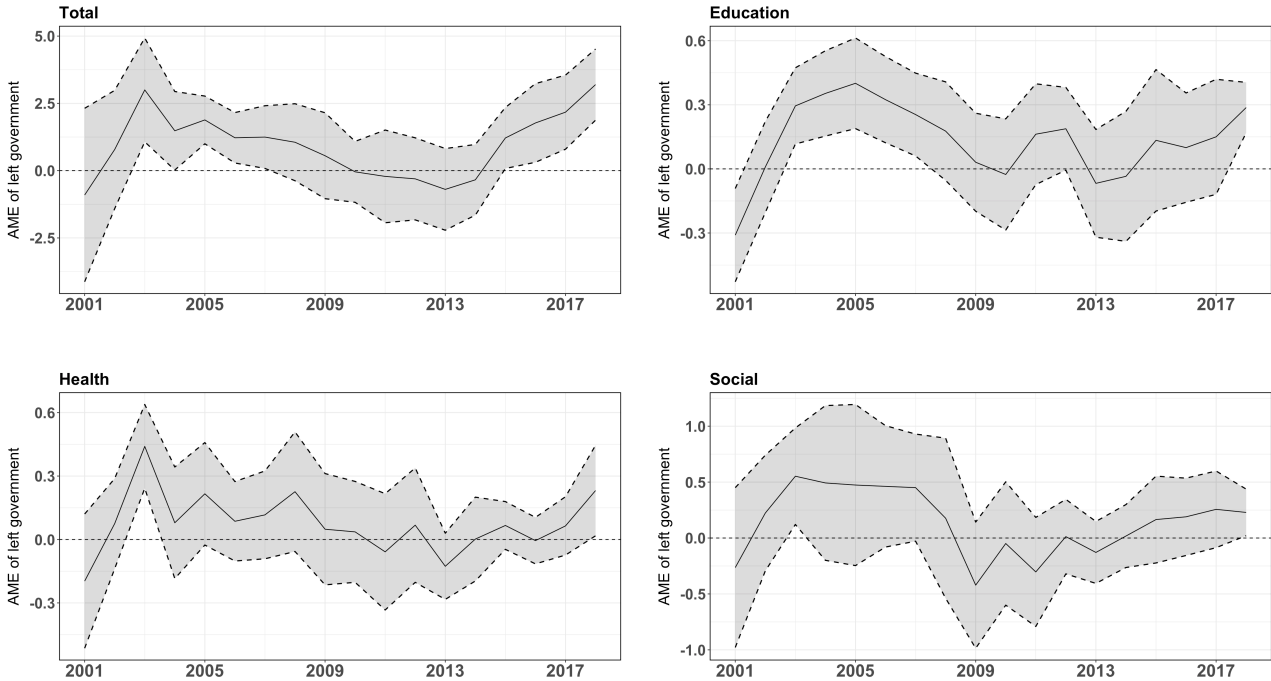 Total
AME of left government
5.0
2.5
0.0
-2.5
2001 2005 2009 2013 2017
Education
AME of left government
0.6
0.3
0.0
-0.3
2001 2005 2009 2013 2017
Health
AME of left government
0.6
0.3
0.0
-0.3
2001 2005 2009 2013 2017
Social
AME of left government
1.0
0.5
0.0
-0.5
-1.0
2001 2005 2009 2013 2017